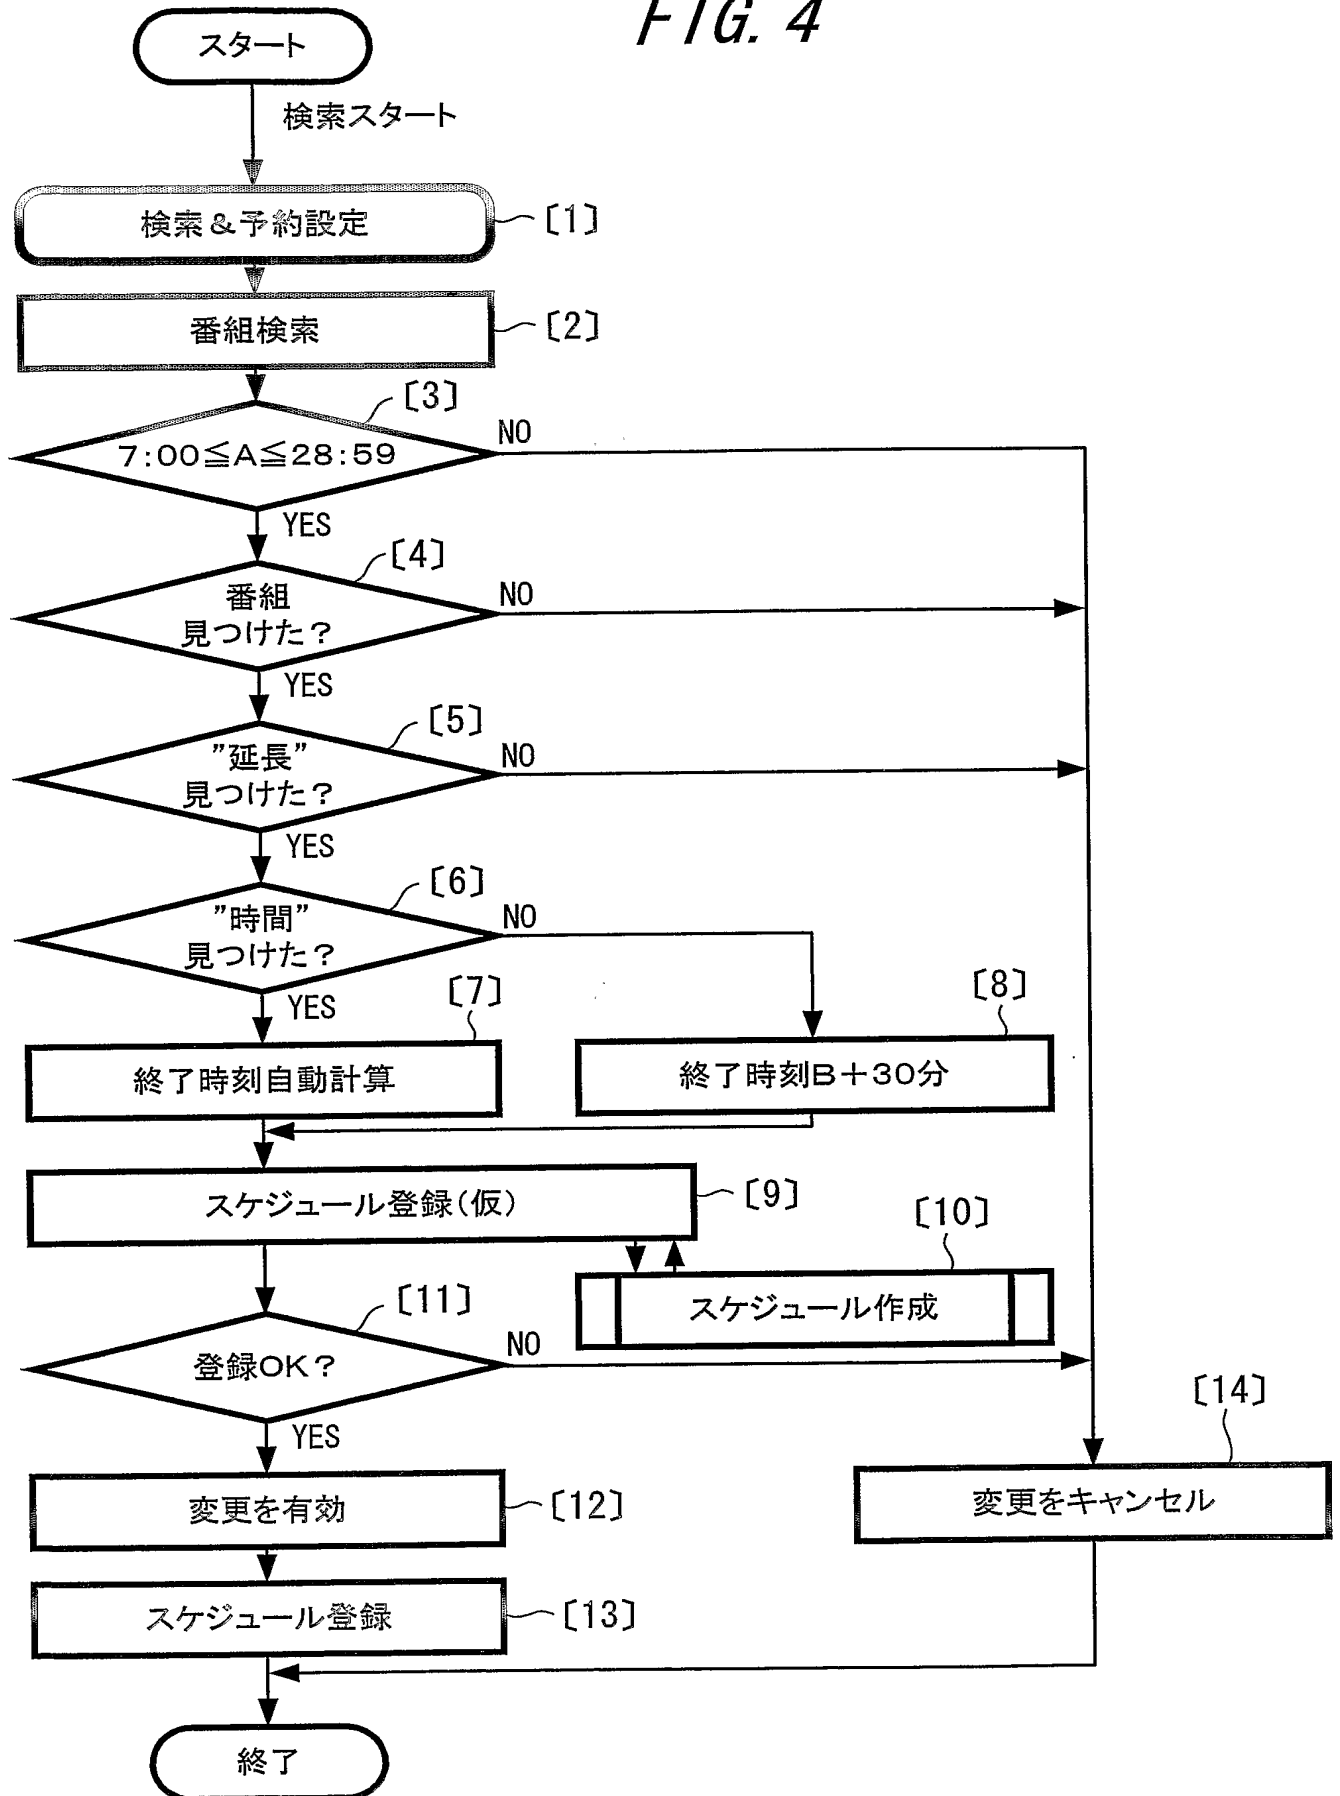 FIG. 4
スタート
検索スタート
検索&予約設定
〔1〕
番組検索
〔2〕
〔3〕
7:00≦A≦28:59
NO
YES
〔4〕
番組
見つけた?
NO
YES
〔5〕
”延長”
見つけた?
NO
YES
〔6〕
”時間”
見つけた?
NO
YES
〔7〕
〔8〕
終了時刻自動計算
終了時刻B+30分
スケジュール登録(仮)
〔9〕
〔10〕
スケジュール作成
〔11〕
登録OK?
NO
YES
〔14〕
変更を有効
〔12〕
変更をキャンセル
スケジュール登録
〔13〕
終了